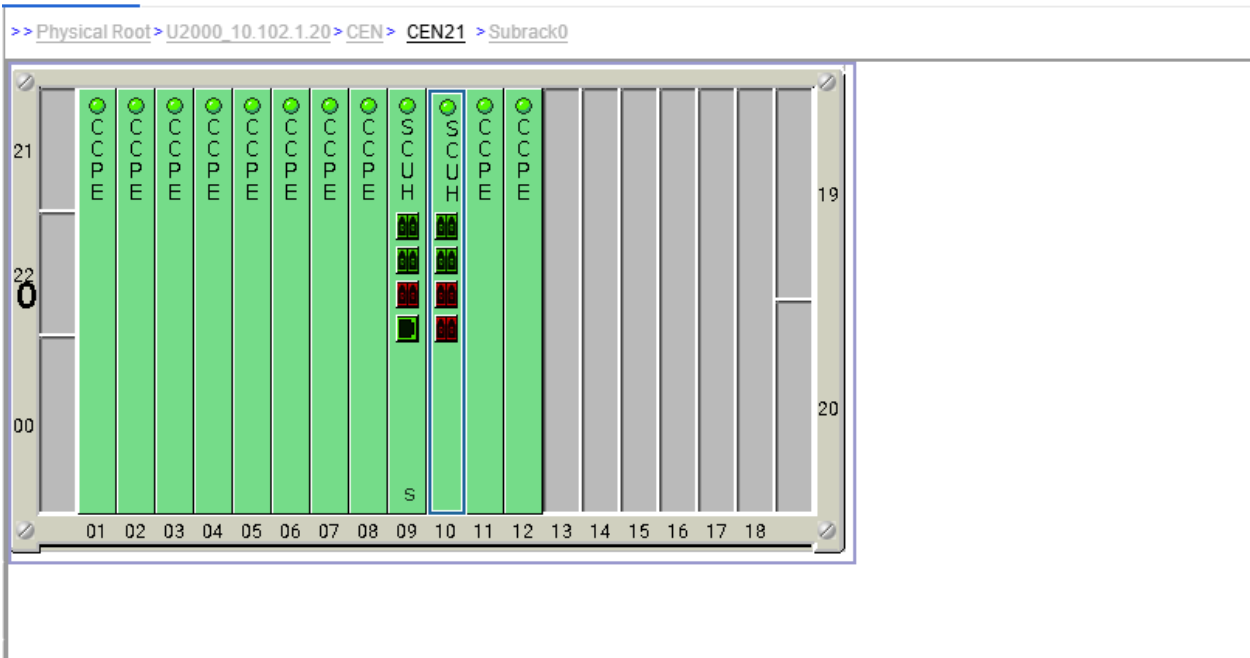 >> Physical Root > U2000_10.102.1.20 > CEN > CEN21 > Subrack0
21
22
0
00
CCPE
CCPE
CCPE
CCPE
CCPE
CCPE
CCPE
CCPE
SCUH
S
SCUH
CCPE
CCPE
19
20
01 02 03 04 05 06 07 08 09 10 11 12 13 14 15 16 17 18